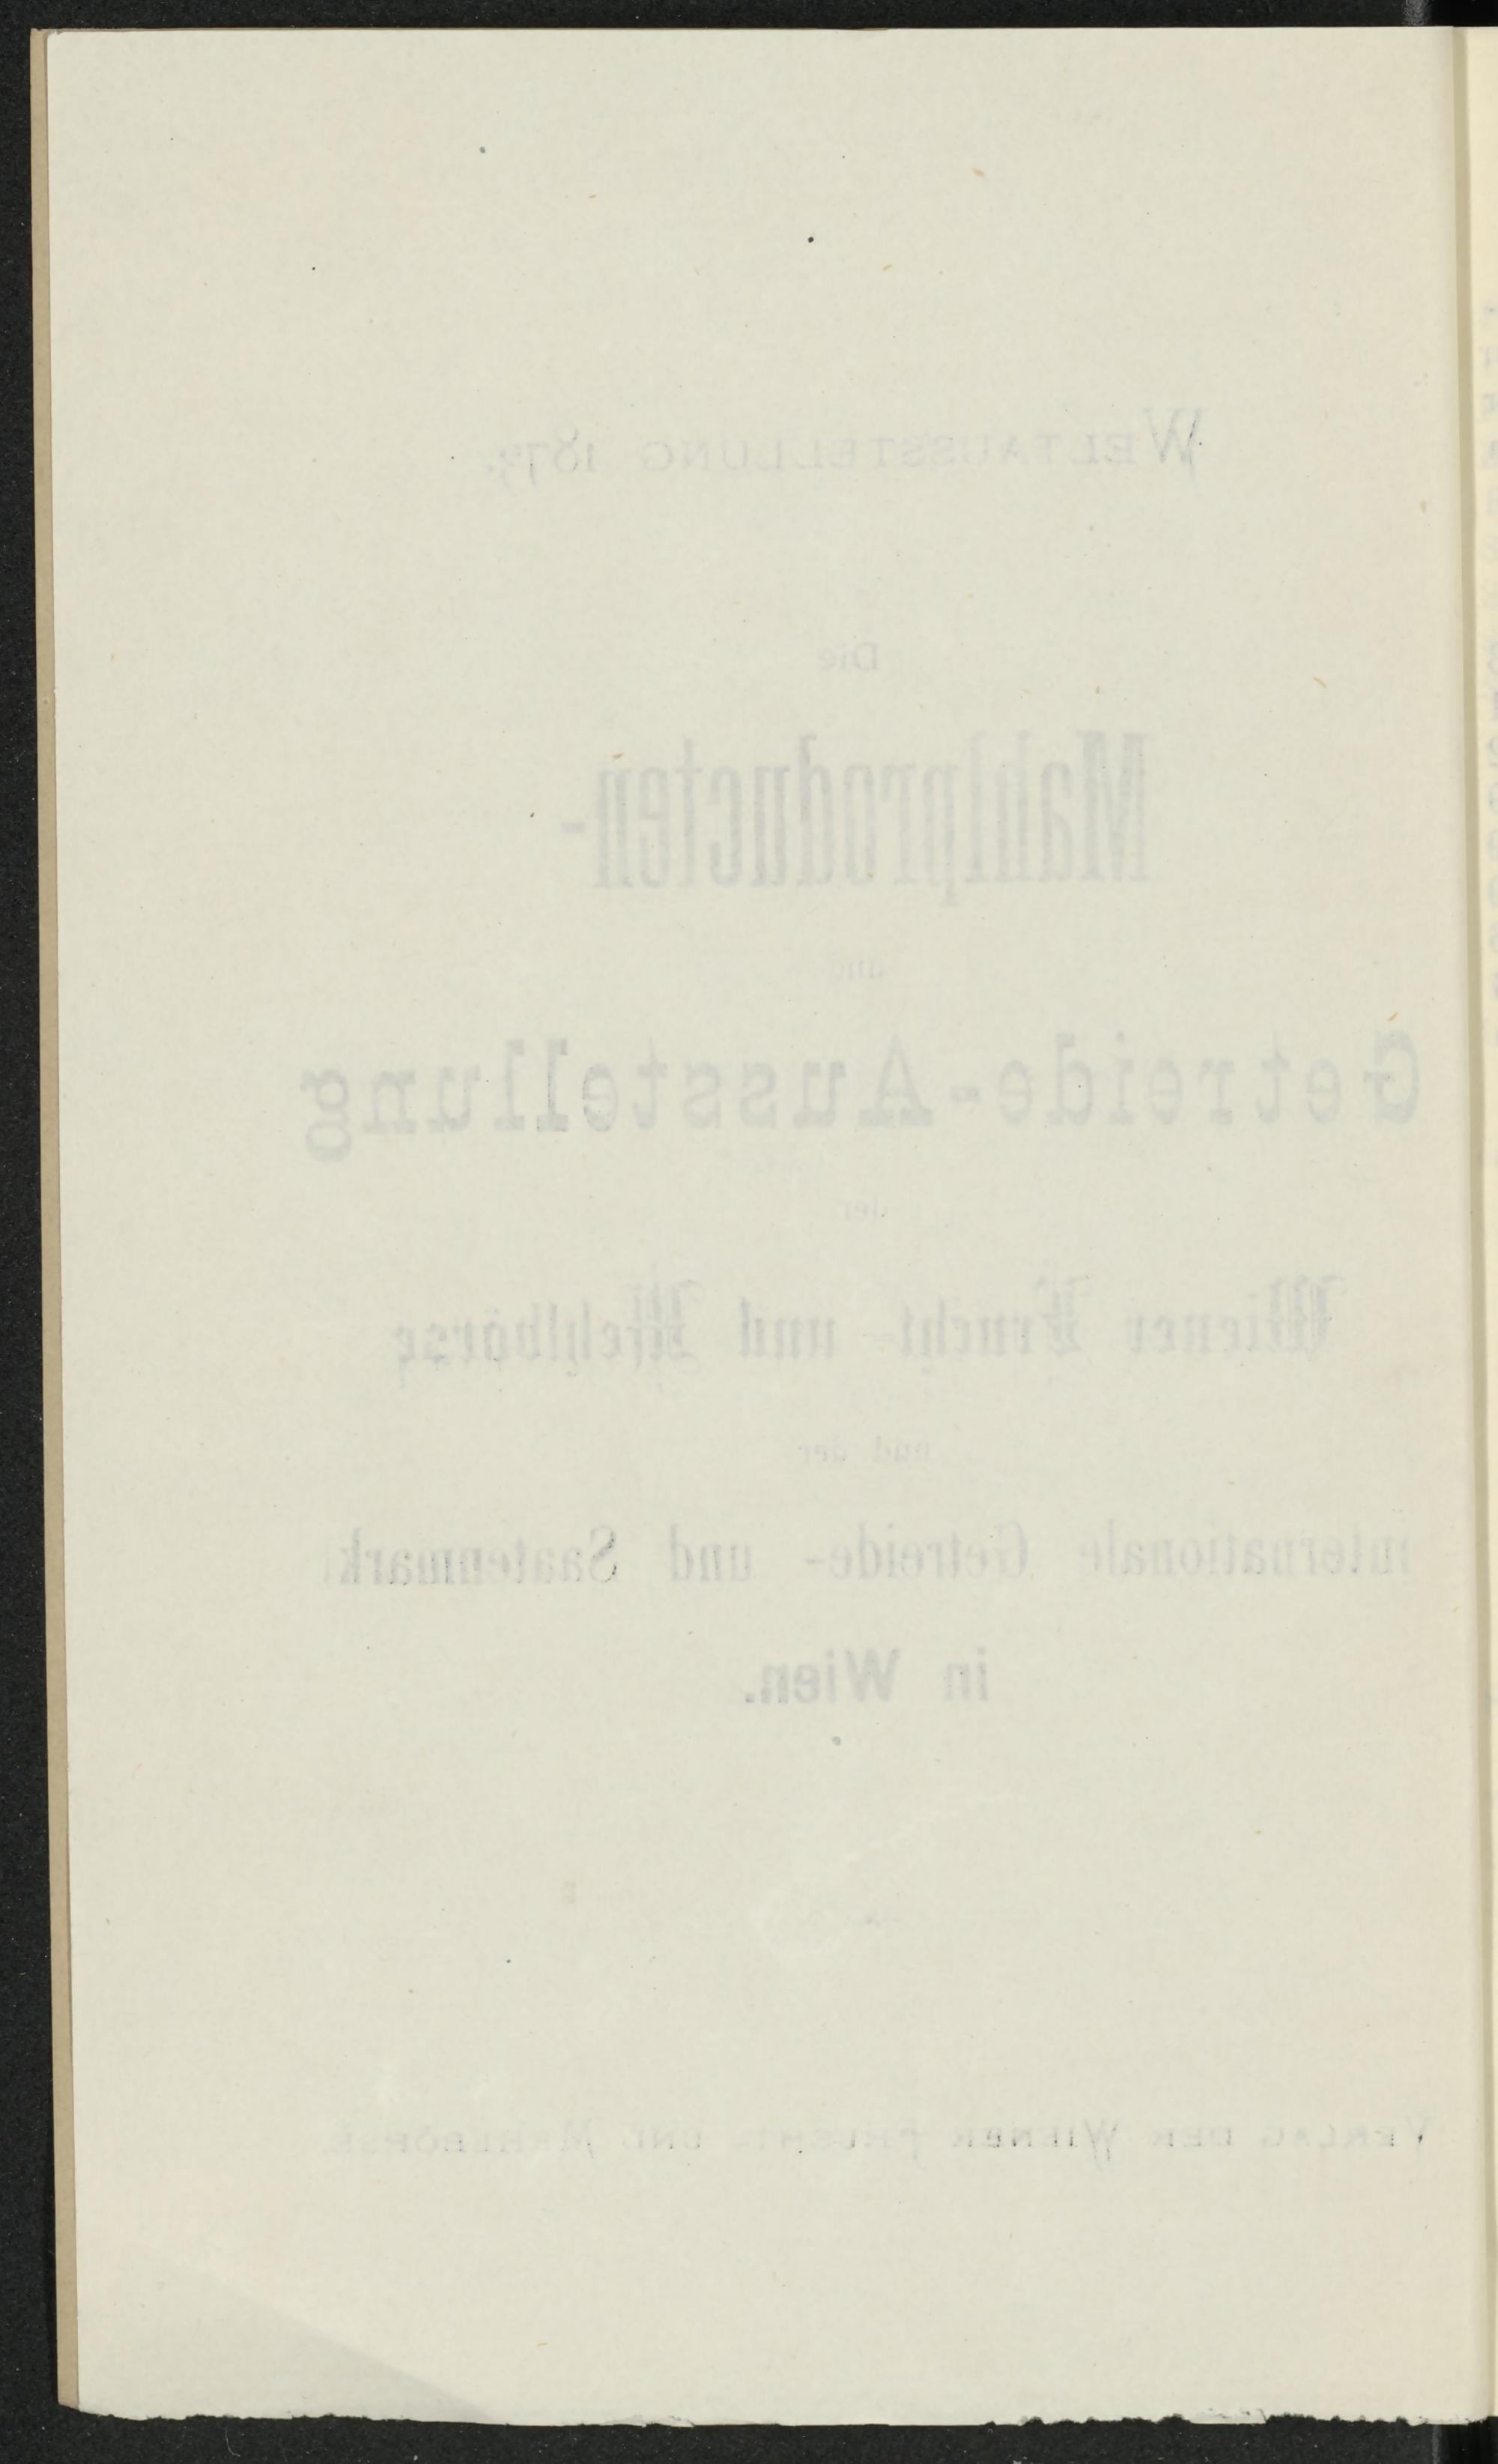 WELTAUSSTELLUNG 1873.
Die
Mahlproducten-
und
Getreide-Ausstellung
der
Wiener Frucht- und Mehlbörse
und der
internationale Getreide- und Saatenmarkt
in Wien.
VERLAG DER WIENER FRUCHT- UND MEHLBÖRSE